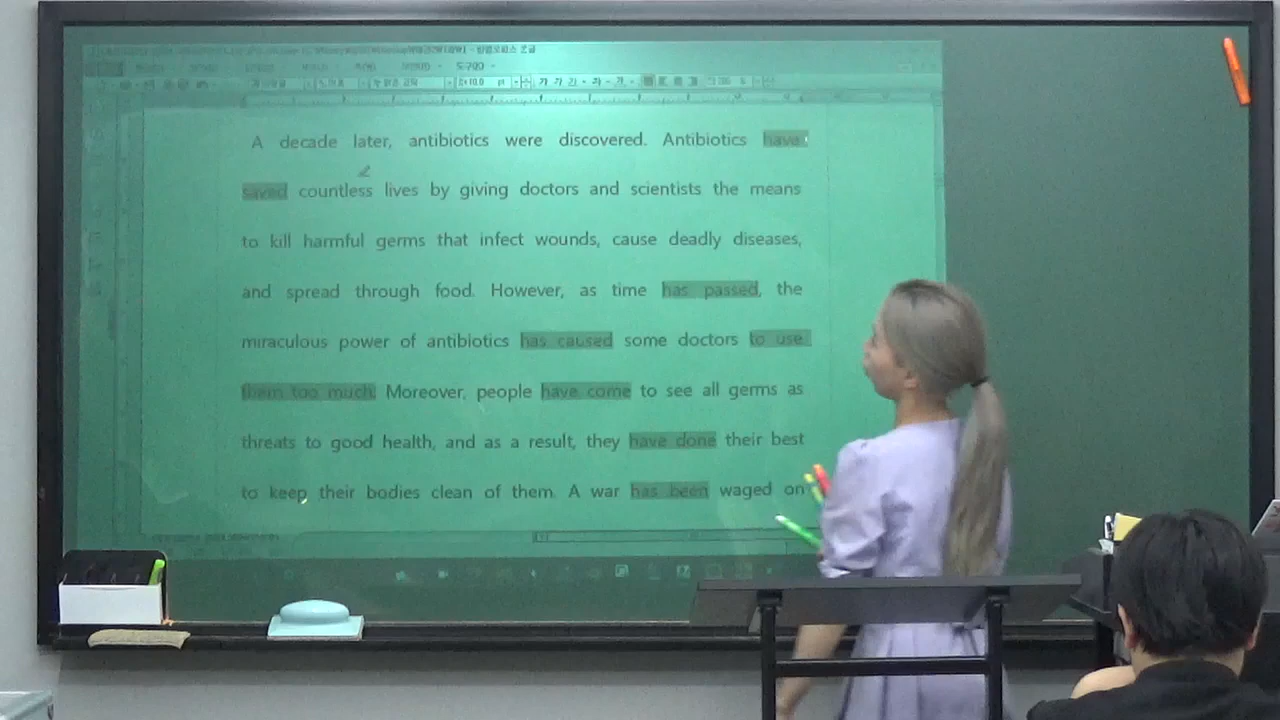 A decade later, antibiotics were discovered. Antibiotics have
saved countless lives by giving doctors and scientists the means
to kill harmful germs that infect wounds, cause deadly diseases,
and spread through food. However, as time has passed, the
miraculous power of antibiotics has caused some doctors to use
them too much. Moreover, people have come to see all germs as
threats to good health, and as a result, they have done their best
to keep their bodies clean of them. A war has been waged on